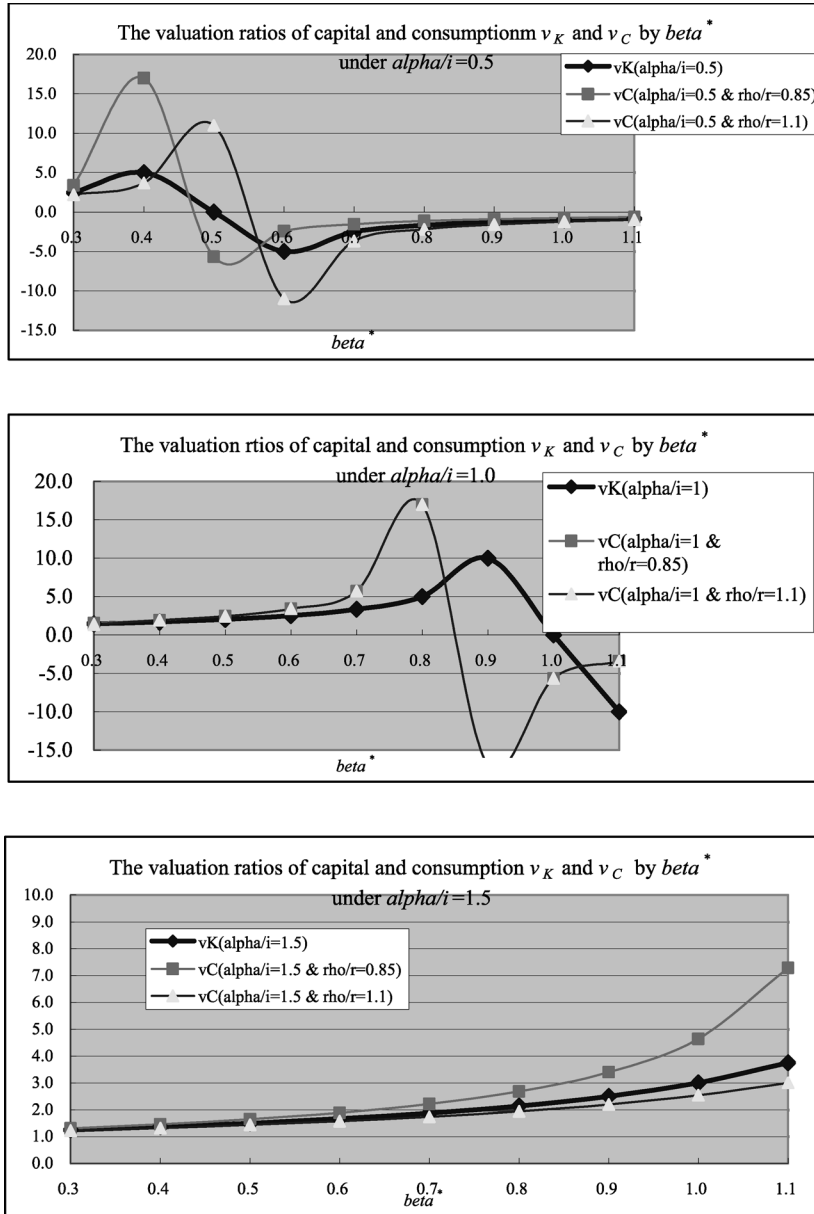 The valuation ratios of capital and consumptionm v K and v C by beta *
under alpha/i =0.5
20.0
15.0
10.0
5.0
0.0
-5.0
-10.0
-15.0
vK(alpha/i=0.5)
vC(alpha/i=0.5 & rho/r=0.85)
vC(alpha/i=0.5 & rho/r=1.1)
0.3 0.4 0.5 0.6 0.7 0.8 0.9 1.0 1.1
beta *
The valuation rtios of capital and consumption v K and v C by beta *
under alpha/i =1.0
20.0
15.0
10.0
5.0
0.0
-5.0
-10.0
-15.0
vK(alpha/i=1)
vC(alpha/i=1 &
rho/r=0.85)
vC(alpha/i=1 & rho/r=1.1)
0.3 0.4 0.5 0.6 0.7 0.8 0.9 1.0 1.1
beta *
The valuation ratios of capital and consumption v K and v C by beta *
under alpha/i =1.5
10.0
9.0
8.0
7.0
6.0
5.0
4.0
3.0
2.0
1.0
0.0
vK(alpha/i=1.5)
vC(alpha/i=1.5 & rho/r=0.85)
vC(alpha/i=1.5 & rho/r=1.1)
0.3 0.4 0.5 0.6 0.7 0.8 0.9 1.0 1.1
beta *